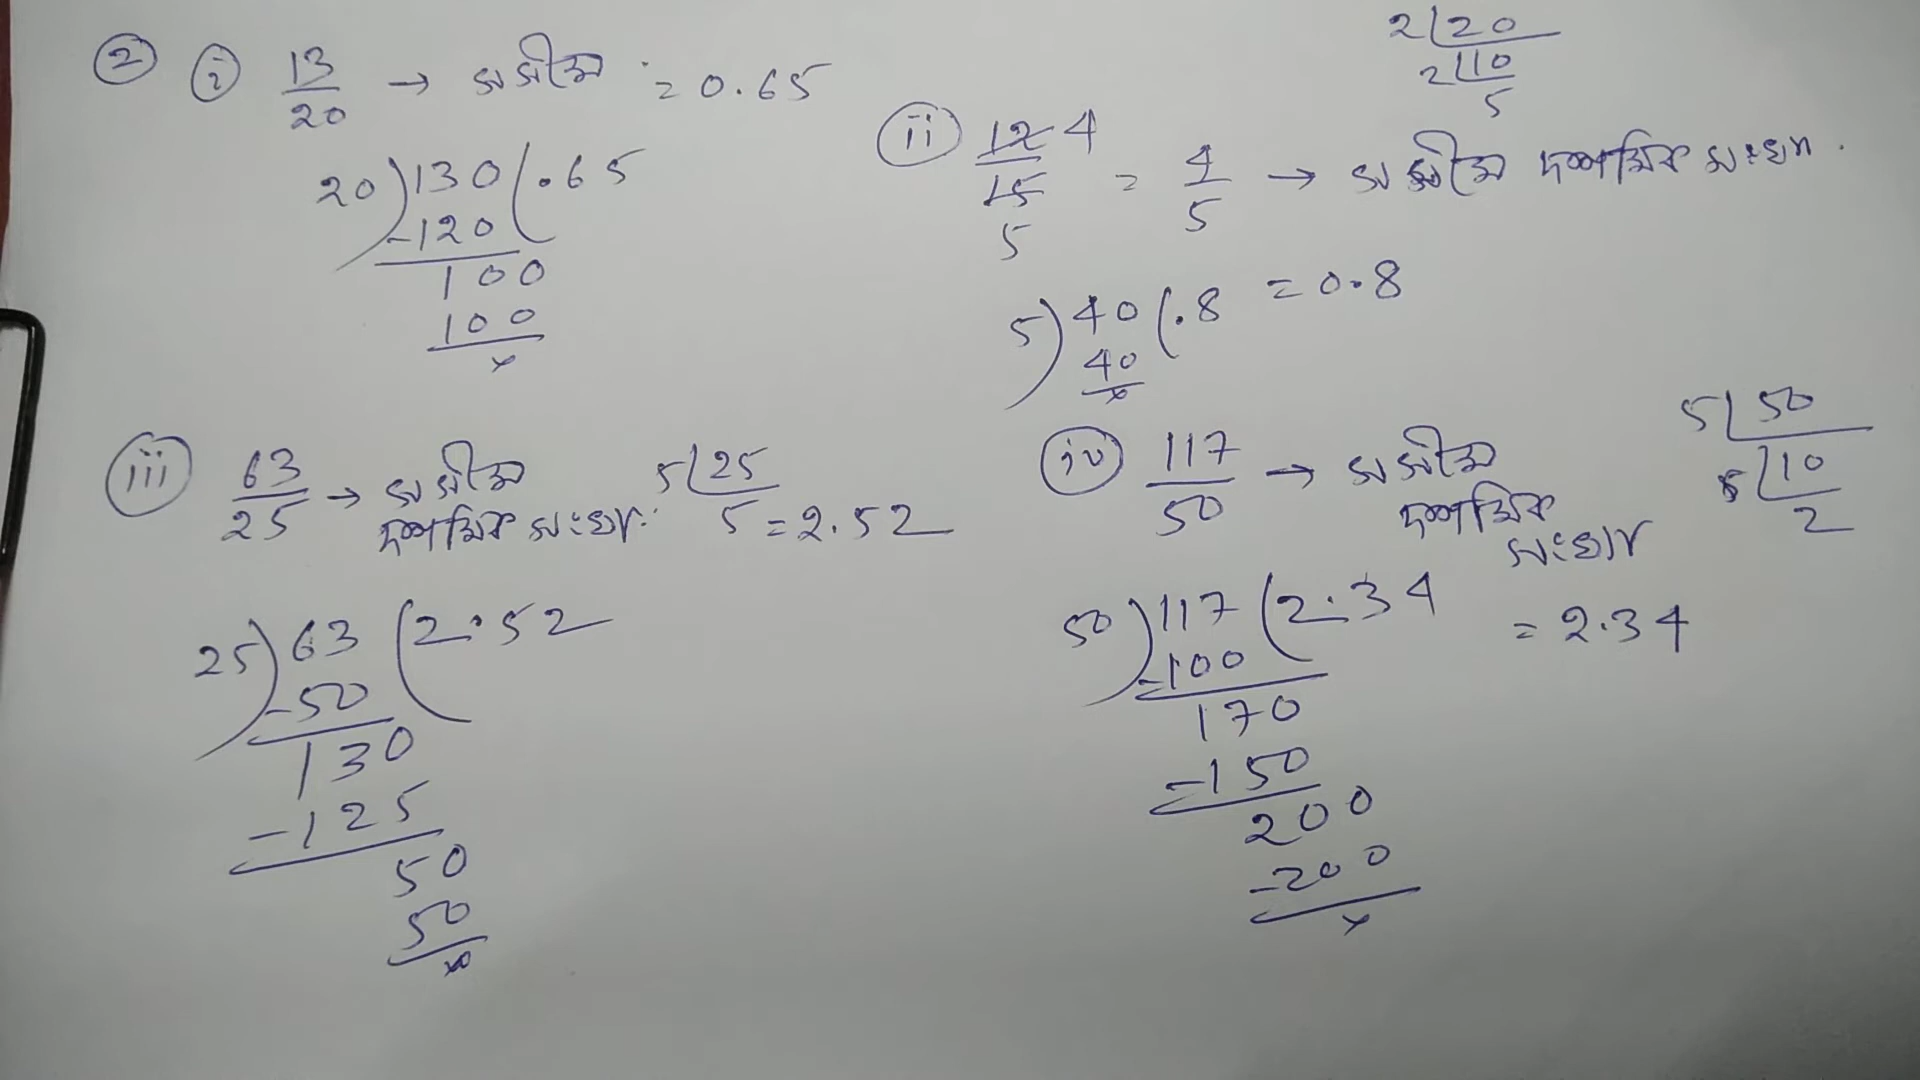 ② ⓘ 13/20 → সসীম = 0.65
20)130(.65
-120
100
100
×
2|20
2|10
5
ii 12/15 4 5 = 4/5 → সসীম দশমিক সংখ্যা.
5)40(.8 = 0.8
40
×
iii 63/25 → সসীম
দশমিক সংখ্যা.
5|25
5 = 2.52
25)63(2.52
-50
130
-125
50
50
×
iv 117/50 → সসীম
দশমিক
সংখ্যা
5|50
5|10
2
50)117(2.34 = 2.34
-100
170
-150
200
-200
×